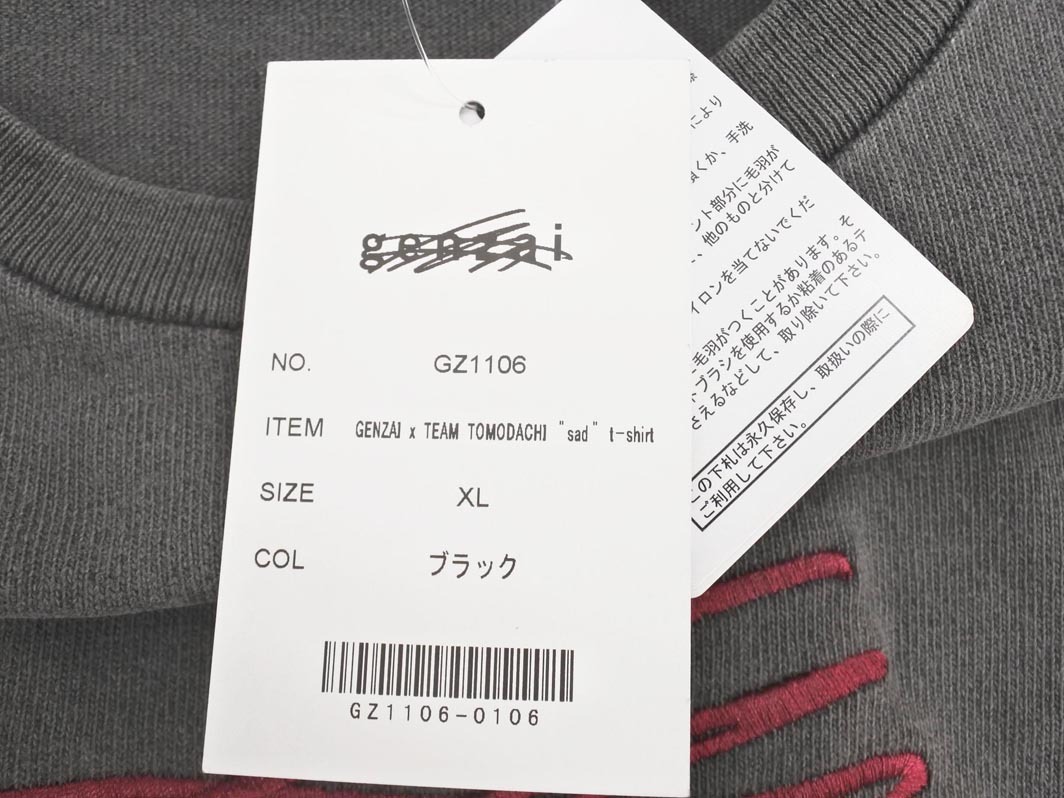 genzai
NO. GZ1106
ITEM GENZAI x TEAM TOMODACHI "sad" t-shirt
SIZE XL
COL ブラック
GZ1106-0106
により
くか、手洗
ント部分に毛羽が
、他のものと分けて
イロンを当てないでくだ
毛羽がつくことがあります。そ
ブラシを使用するか粘着のあるテ
さえるなどして、取り除いて下さい。
この下札は永久保存し、取扱いの際に
ご利用して下さい。